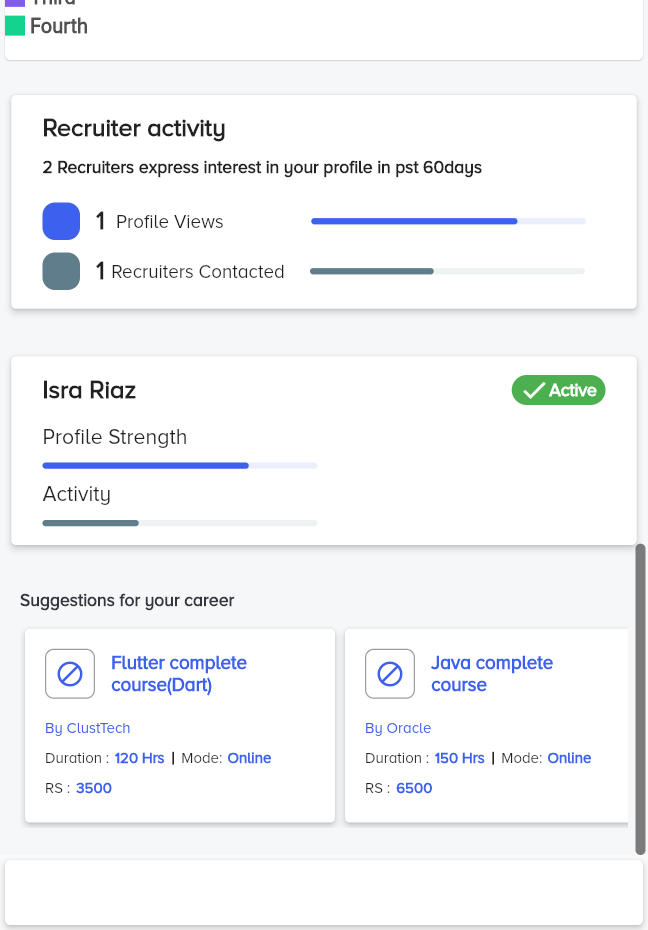 Third
Fourth
Recruiter activity
2 Recruiters express interest in your profile in pst 60days
1 Profile Views
1 Recruiters Contacted
Isra Riaz
Active
Profile Strength
Activity
Suggestions for your career
Flutter complete
course(Dart)
By ClustTech
Duration : 120 Hrs | Mode: Online
RS : 3500
Java complete
course
By Oracle
Duration : 150 Hrs | Mode: Online
RS : 6500